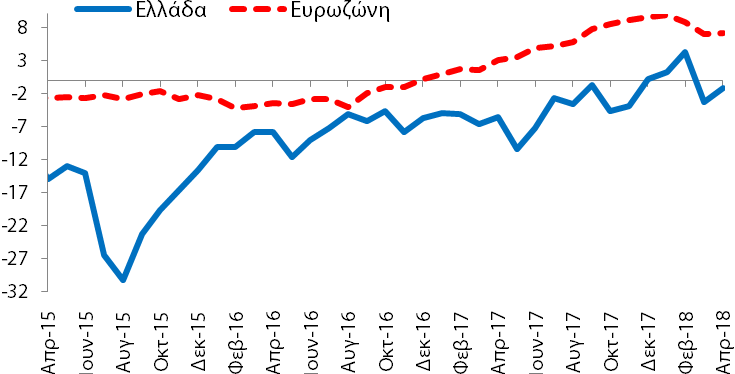 Ελλάδα Ευρωζώνη
8
3
-2
-7
-12
-17
-22
-27
-32
Απρ-15
Ιουν-15
Αυγ-15
Οκτ-15
Δεκ-15
Φεβ-16
Απρ-16
Ιουν-16
Αυγ-16
Οκτ-16
Δεκ-16
Φεβ-17
Απρ-17
Ιουν-17
Αυγ-17
Οκτ-17
Δεκ-17
Φεβ-18
Απρ-18